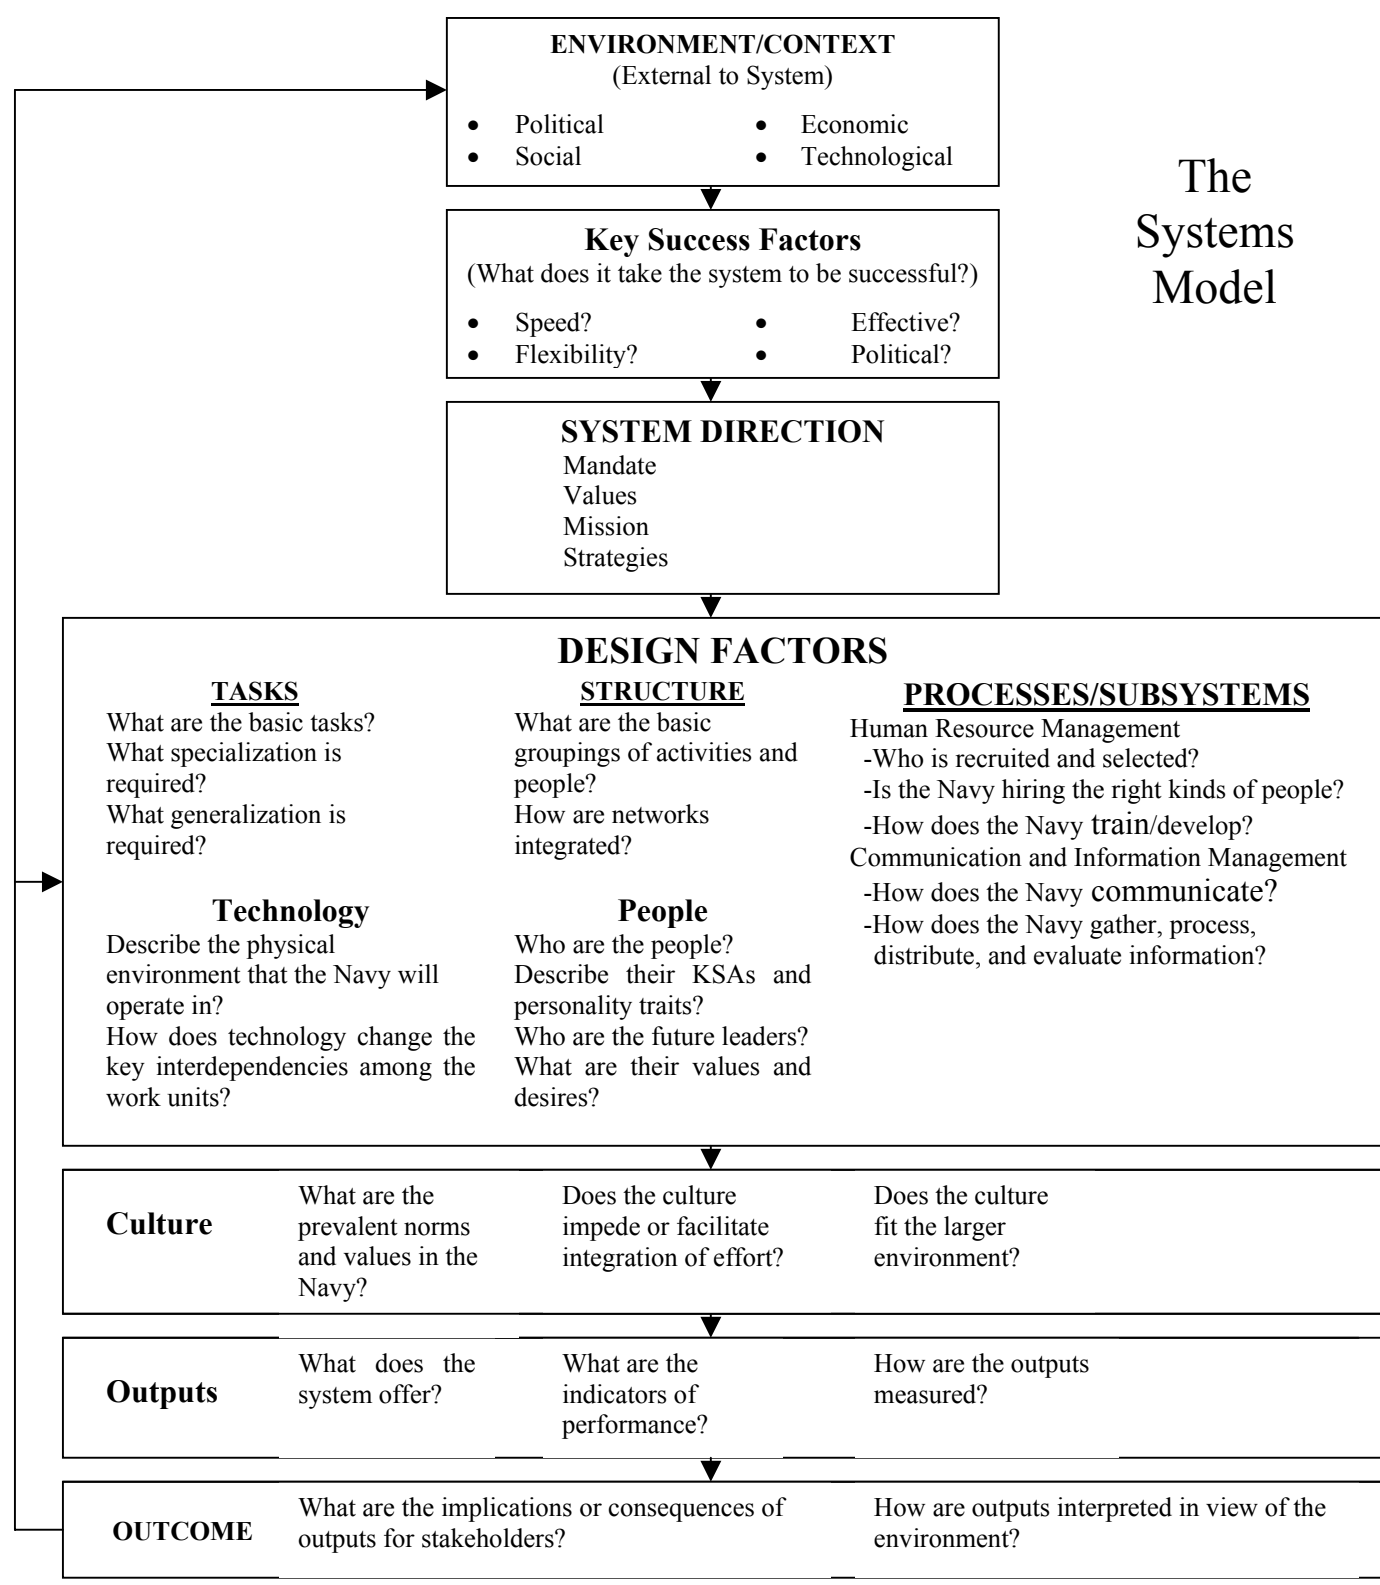 ENVIRONMENT/CONTEXT
(External to System)
• Political
• Economic
• Social
• Technological
The
Systems
Model
Key Success Factors
(What does it take the system to be successful?)
• Speed?
• Effective?
• Flexibility?
• Political?
SYSTEM DIRECTION
Mandate
Values
Mission
Strategies
DESIGN FACTORS
TASKS
What are the basic tasks?
What specialization is
required?
What generalization is
required?
STRUCTURE
What are the basic
groupings of activities and
people?
How are networks
integrated?
PROCESSES/SUBSYSTEMS
Human Resource Management
-Who is recruited and selected?
-Is the Navy hiring the right kinds of people?
-How does the Navy train/develop?
Communication and Information Management
-How does the Navy communicate?
-How does the Navy gather, process,
distribute, and evaluate information?
Technology
Describe the physical
environment that the Navy will
operate in?
How does technology change the
key interdependencies among the
work units?
People
Who are the people?
Describe their KSAs and
personality traits?
Who are the future leaders?
What are their values and
desires?
Culture
What are the
prevalent norms
and values in the
Navy?
Does the culture
impede or facilitate
integration of effort?
Does the culture
fit the larger
environment?
Outputs
What does the
system offer?
What are the
indicators of
performance?
How are the outputs
measured?
OUTCOME
What are the implications or consequences of
outputs for stakeholders?
How are outputs interpreted in view of the
environment?